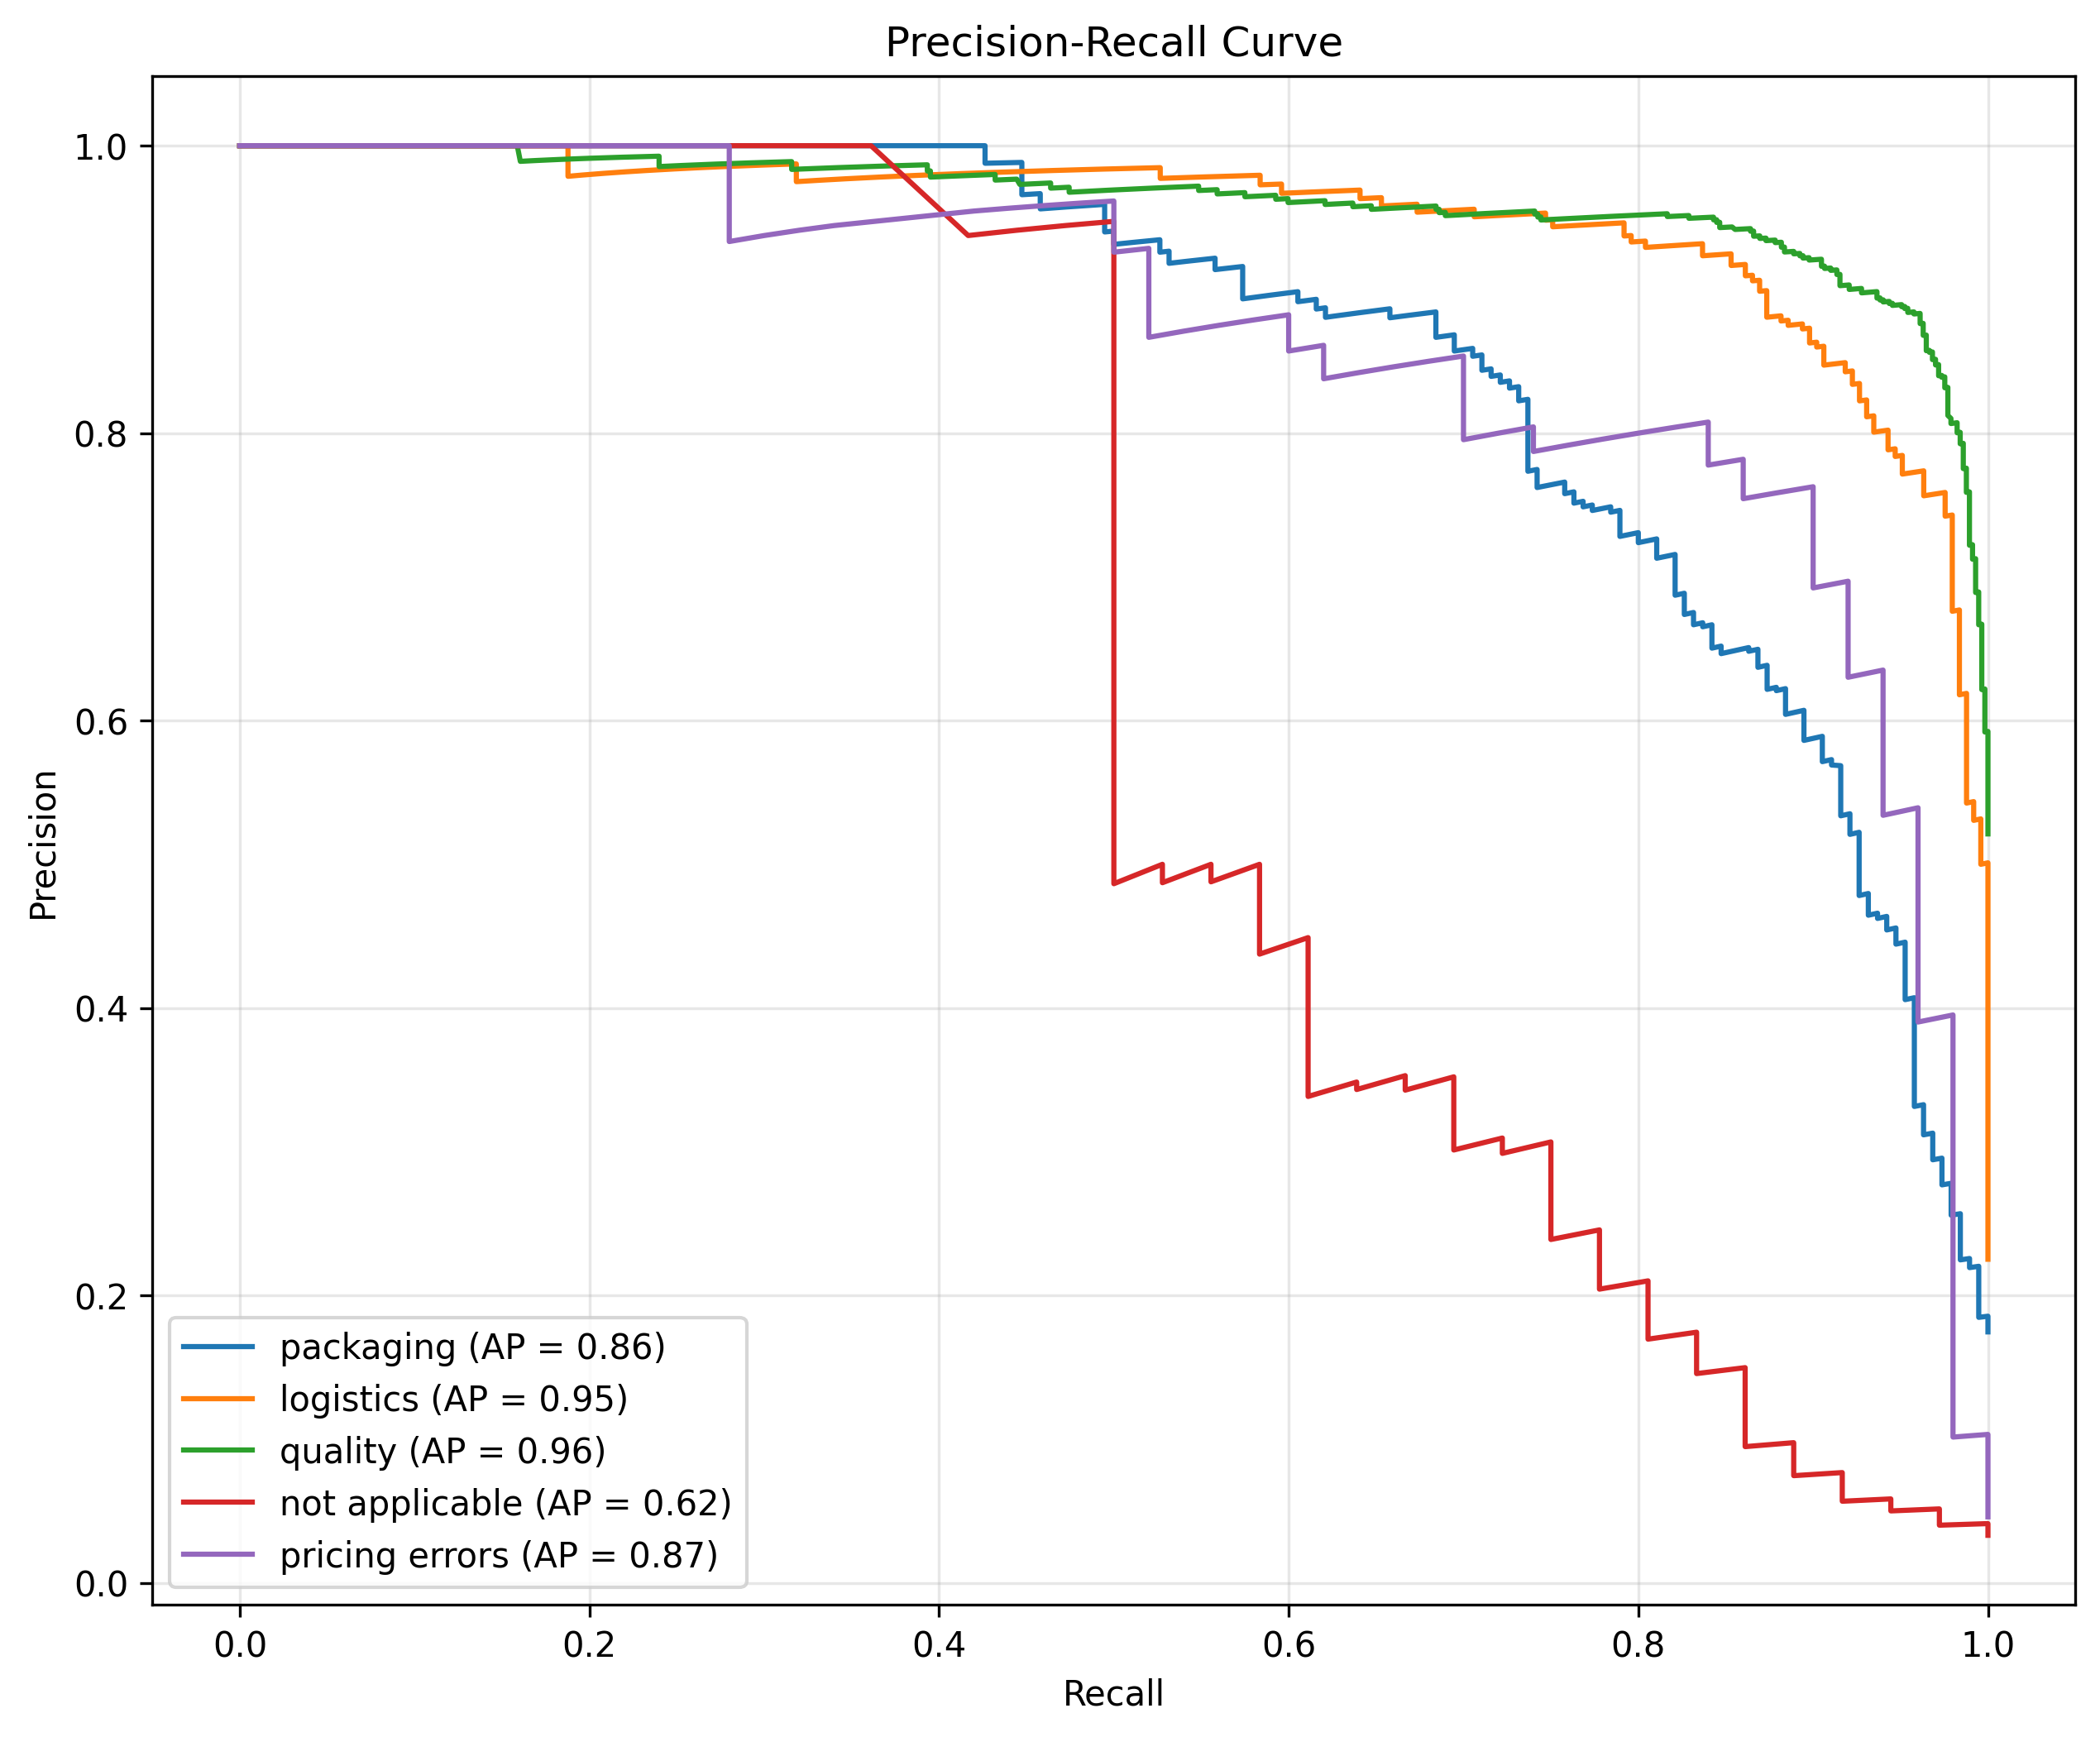 Precision-Recall Curve
Precision
1.0
0.8
0.6
0.4
0.2
0.0
packaging (AP = 0.86)
logistics (AP = 0.95)
quality (AP = 0.96)
not applicable (AP = 0.62)
pricing errors (AP = 0.87)
0.0 0.2 0.4 0.6 0.8 1.0
Recall